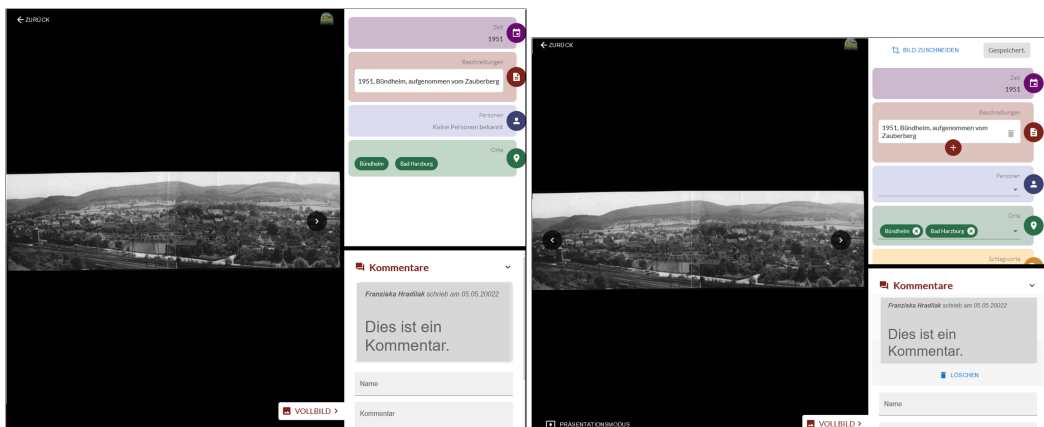 ZURÜCK
Zeit
1951
Beschreibungen
1951, Bündheim, aufgenommen vom Zauberberg
Personen
Keine Personen bekannt
Orte
Bündheim Bad Harzburg
Kommentare
Franziska Hradilak schrieb am 05.05.20022
Dies ist ein
Kommentar.
Name
Kommentar
VOLLBILD >
ZURÜCK
BILD ZUSCHNEIDEN Gespeichert.
Zeit
1951
Beschreibungen
1951, Bündheim, aufgenommen vom
Zauberberg
Personen
Orte
Bündheim Bad Harzburg
Schlagworte
Kommentare
Franziska Hradilak schrieb am 05.05.20022
Dies ist ein
Kommentar.
LÖSCHEN
Name
PRÄSENTATIONSMODUS
VOLLBILD >